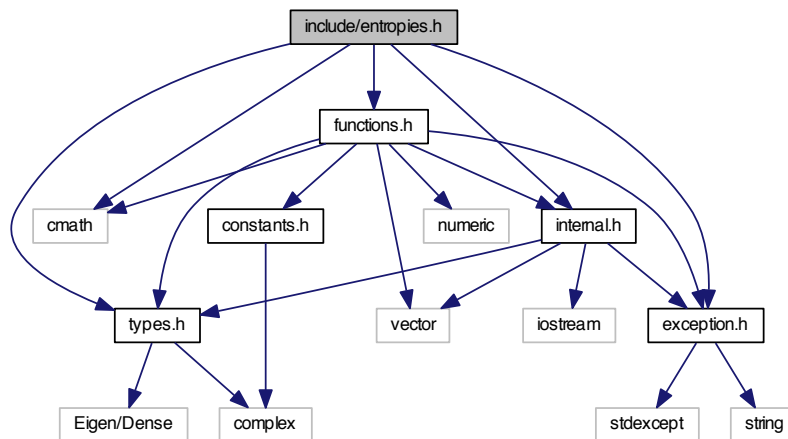 include/entropies.h
functions.h
cmath
constants.h
numeric
internal.h
types.h
vector
iostream
exception.h
Eigen/Dense
complex
stdexcept
string